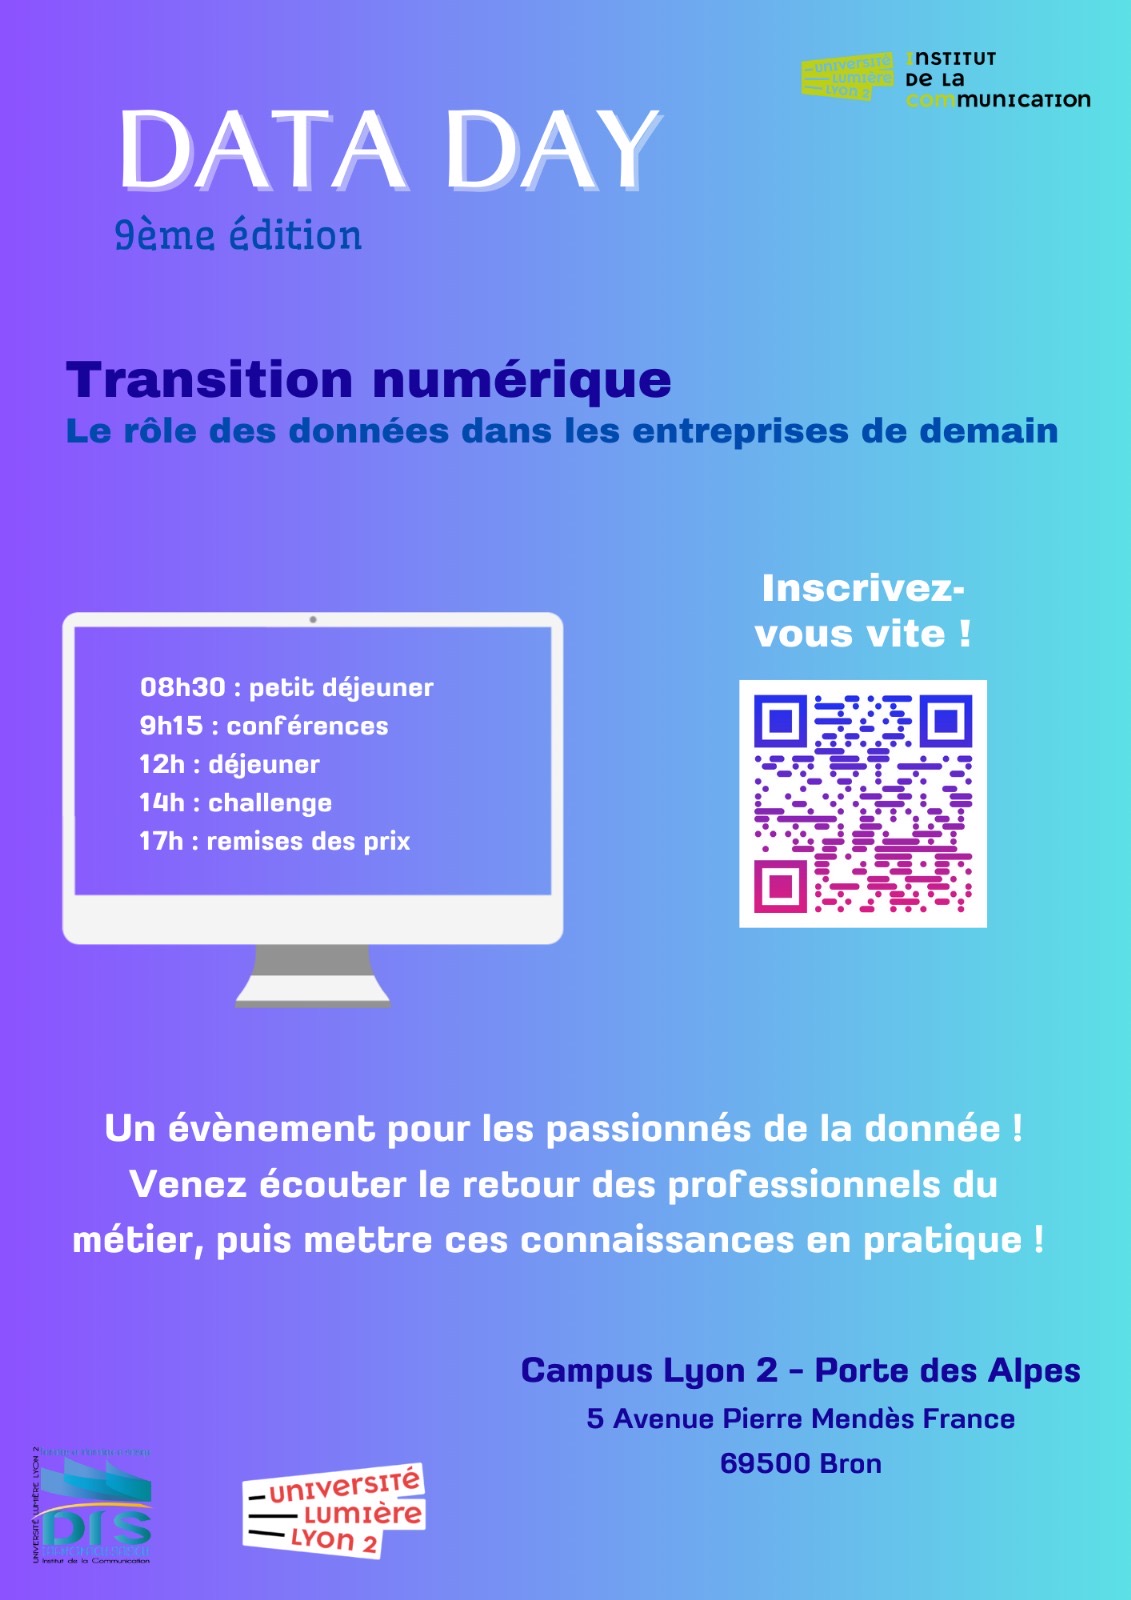 université
Lumière
Lyon 2
Institut
de la
communication
DATA DAY
9ème édition
Transition numérique
Le rôle des données dans les entreprises de demain
Inscrivez-
vous vite !
08h30 : petit déjeuner
9h15 : conférences
12h : déjeuner
14h : challenge
17h : remises des prix
Un évènement pour les passionnés de la donnée !
Venez écouter le retour des professionnels du
métier, puis mettre ces connaissances en pratique !
Campus Lyon 2 - Porte des Alpes
5 Avenue Pierre Mendès France
69500 Bron
UNIVERSITÉ LUMIÈRE LYON 2
DIS
Institut de la Communication
université
Lumière
Lyon 2